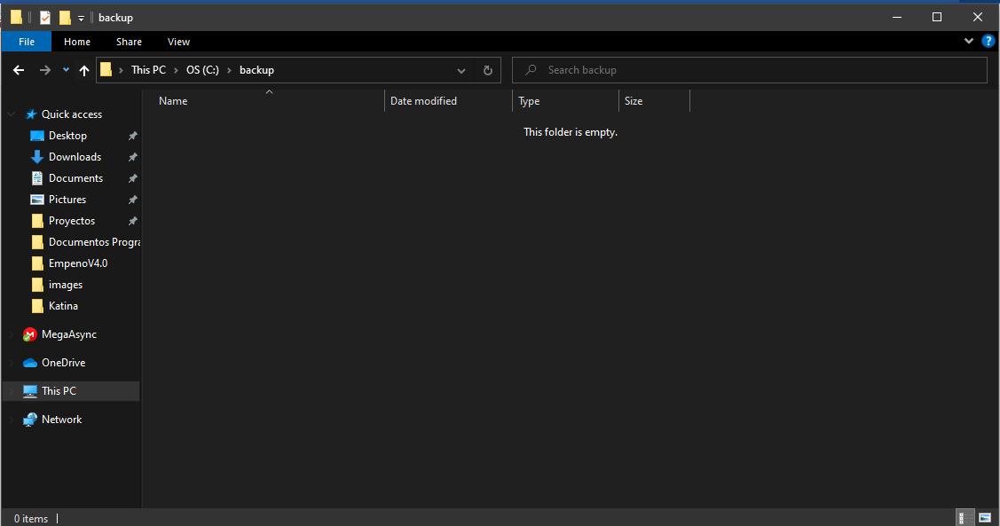 backup
File Home Share View
This PC OS (C:) backup
Search backup
Name Date modified Type Size
This folder is empty.
Quick access
Desktop
Downloads
Documents
Pictures
Proyectos
Documentos Progra
EmpenoV4.0
images
Katina
MegaAsync
OneDrive
This PC
Network
0 items